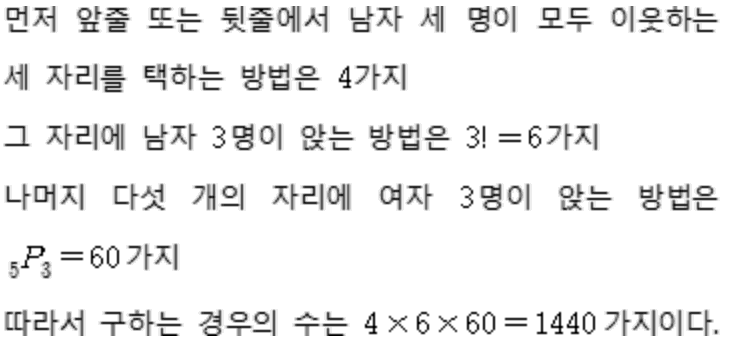 먼저 앞줄 또는 뒷줄에서 남자 세 명이 모두 이웃하는
세 자리를 택하는 방법은 4가지
그 자리에 남자 3명이 앉는 방법은 3! =6가지
나머지 다섯 개의 자리에 여자 3명이 앉는 방법은
₅P₃ =60가지
따라서 구하는 경우의 수는 4×6×60=1440 가지이다.